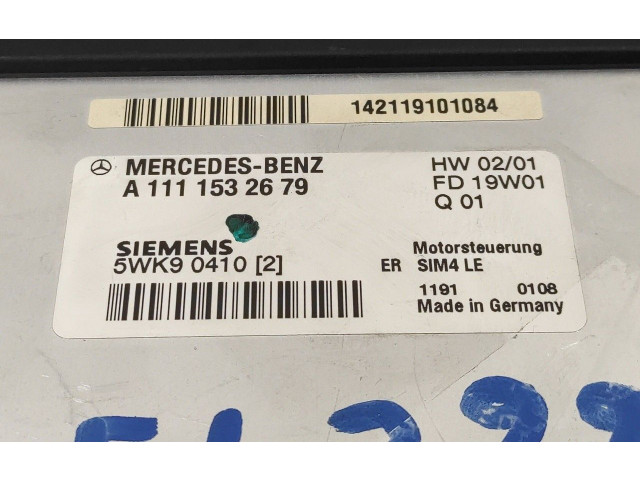 142119101084
MERCEDES-BENZ HW 02/01
A 111 153 26 79 FD 19W01
Q 01
SIEMENS Motorsteuerung
5WK9 0410 [2] ER SIM4 LE
1191 0108
Made in Germany